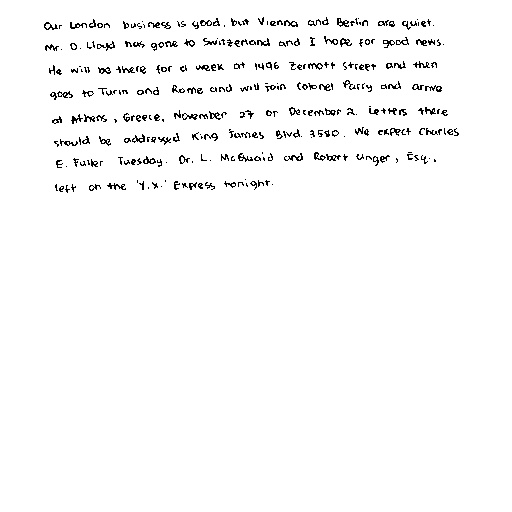 Our London business is good, but Vienna and Berlin are quiet.
Mr. D. Lloyd has gone to Switzerland and I hope for good news.
He will be there for a week at 1496 Zermott Street and then
goes to Turin and Rome and will join Colonel Parry and arrive
at Athens, Greece, November 27 or December 2. Letters there
should be addressed King James Blvd. 3580. We expect Charles
E. Fuller Tuesday. Dr. L. McQuaid and Robert Unger, Esq.,
left on the 'Y.X.' Express tonight.